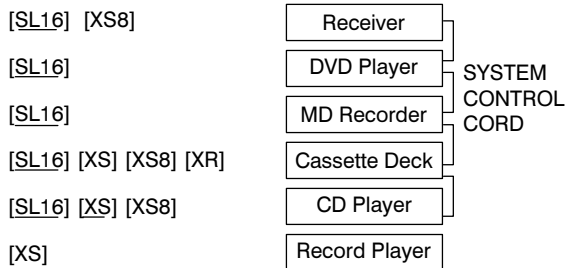 [SL16] [XS8] Receiver
[SL16] DVD Player
SYSTEM
CONTROL
CORD
[SL16] MD Recorder
[SL16] [XS] [XS8] [XR] Cassette Deck
[SL16] [XS] [XS8] CD Player
[XS] Record Player